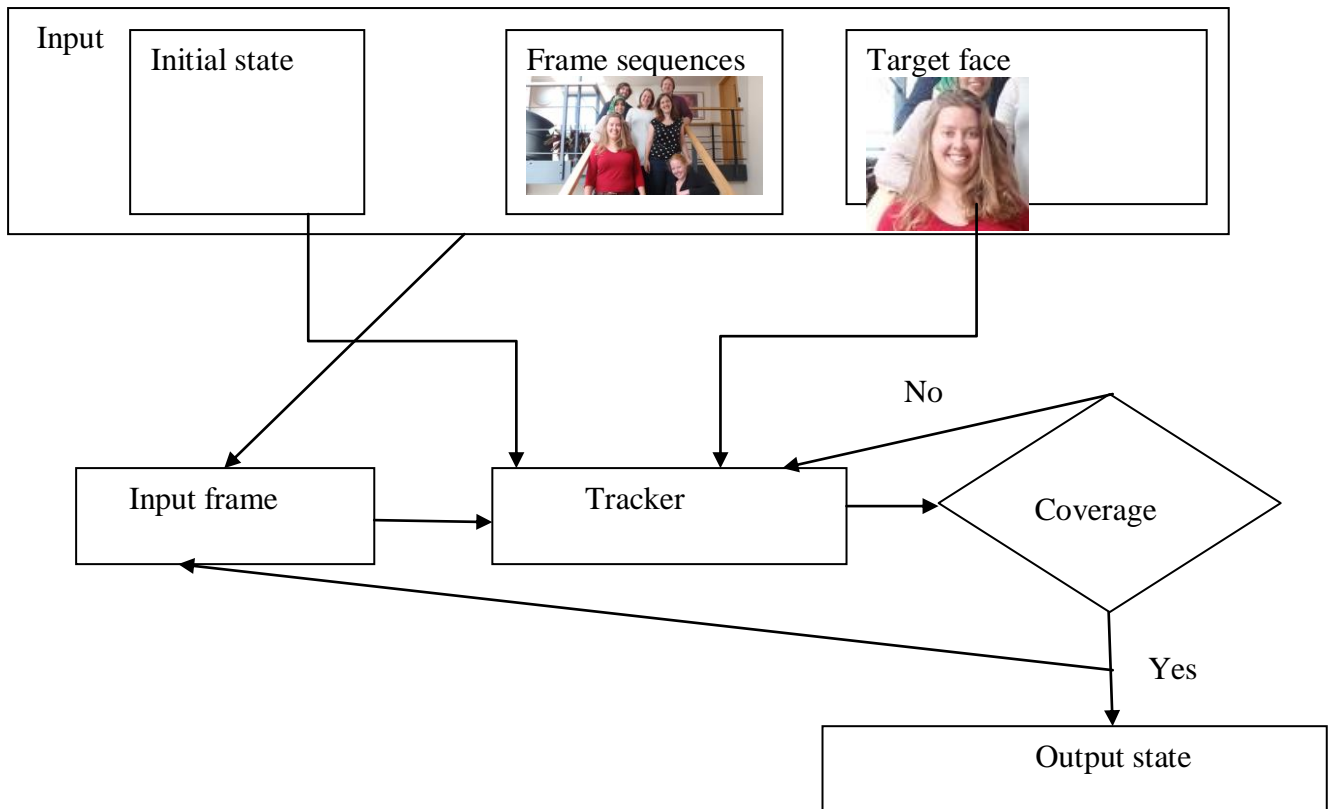 Input
Initial state
Frame sequences
Target face
No
Input frame
Tracker
Coverage
Yes
Output state